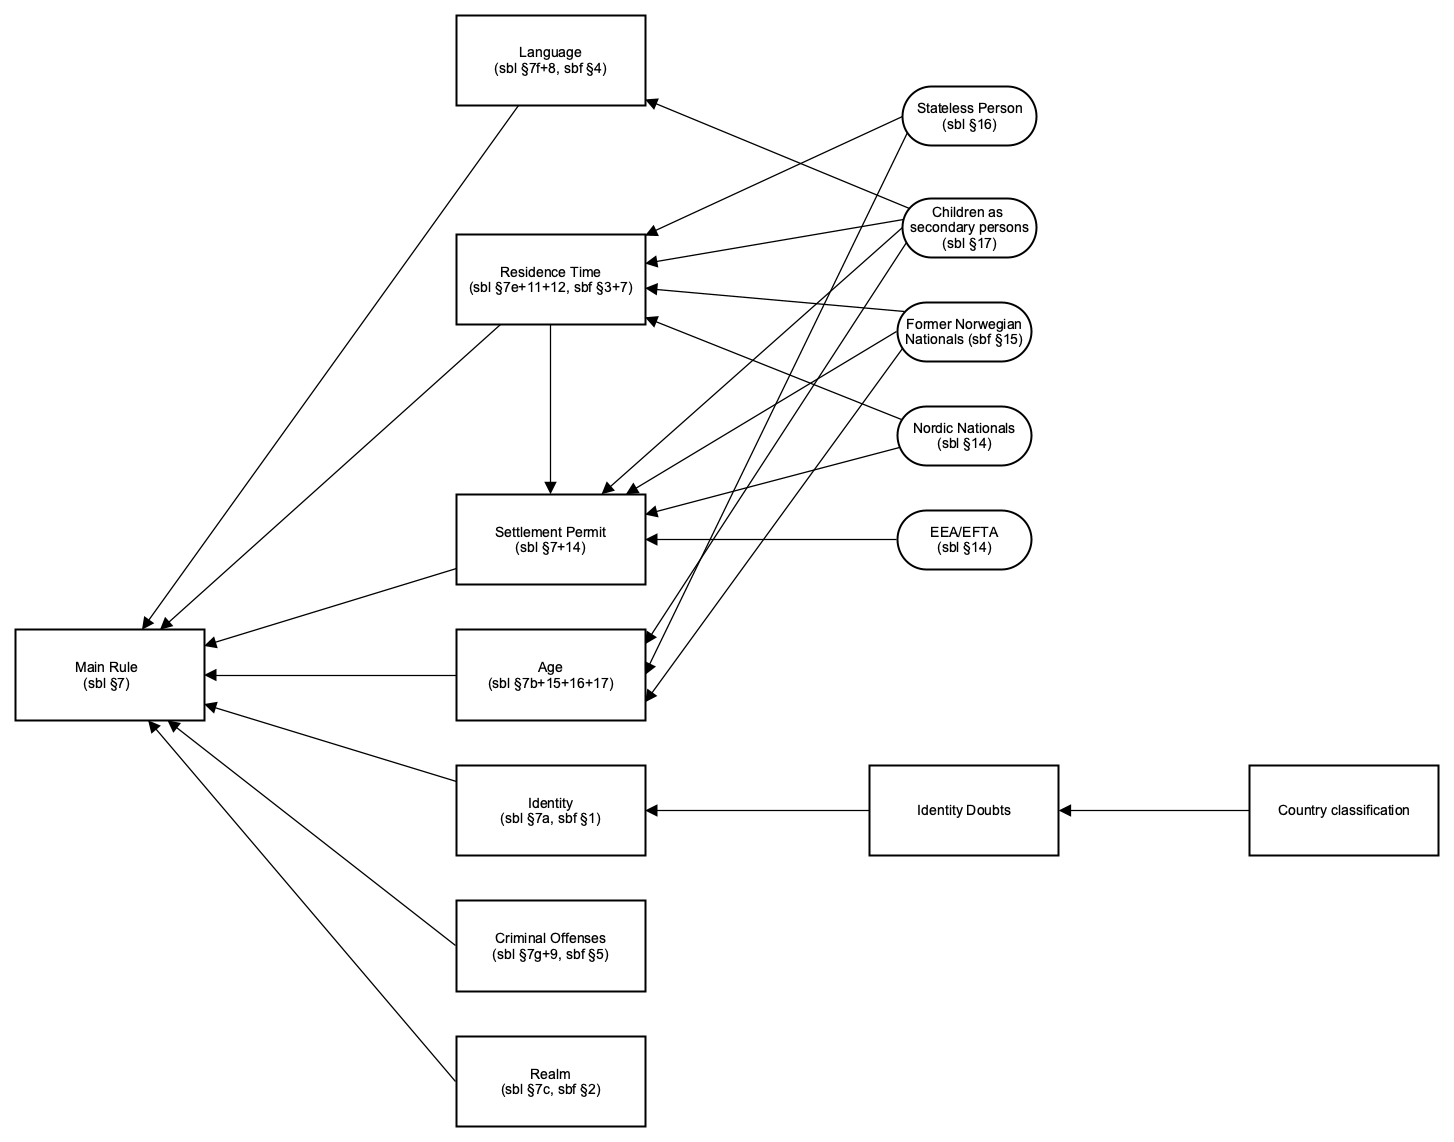 Language
(sbl §7f+8, sbf §4)
Stateless Person
(sbl §16)
Children as
secondary persons
(sbl §17)
Residence Time
(sbl §7e+11+12, sbf §3+7)
Former Norwegian
Nationals (sbf §15)
Nordic Nationals
(sbl §14)
Settlement Permit
(sbl §7+14)
EEA/EFTA
(sbl §14)
Main Rule
(sbl §7)
Age
(sbl §7b+15+16+17)
Identity
(sbl §7a, sbf §1)
Identity Doubts
Country classification
Criminal Offenses
(sbl §7g+9, sbf §5)
Realm
(sbl §7c, sbf §2)